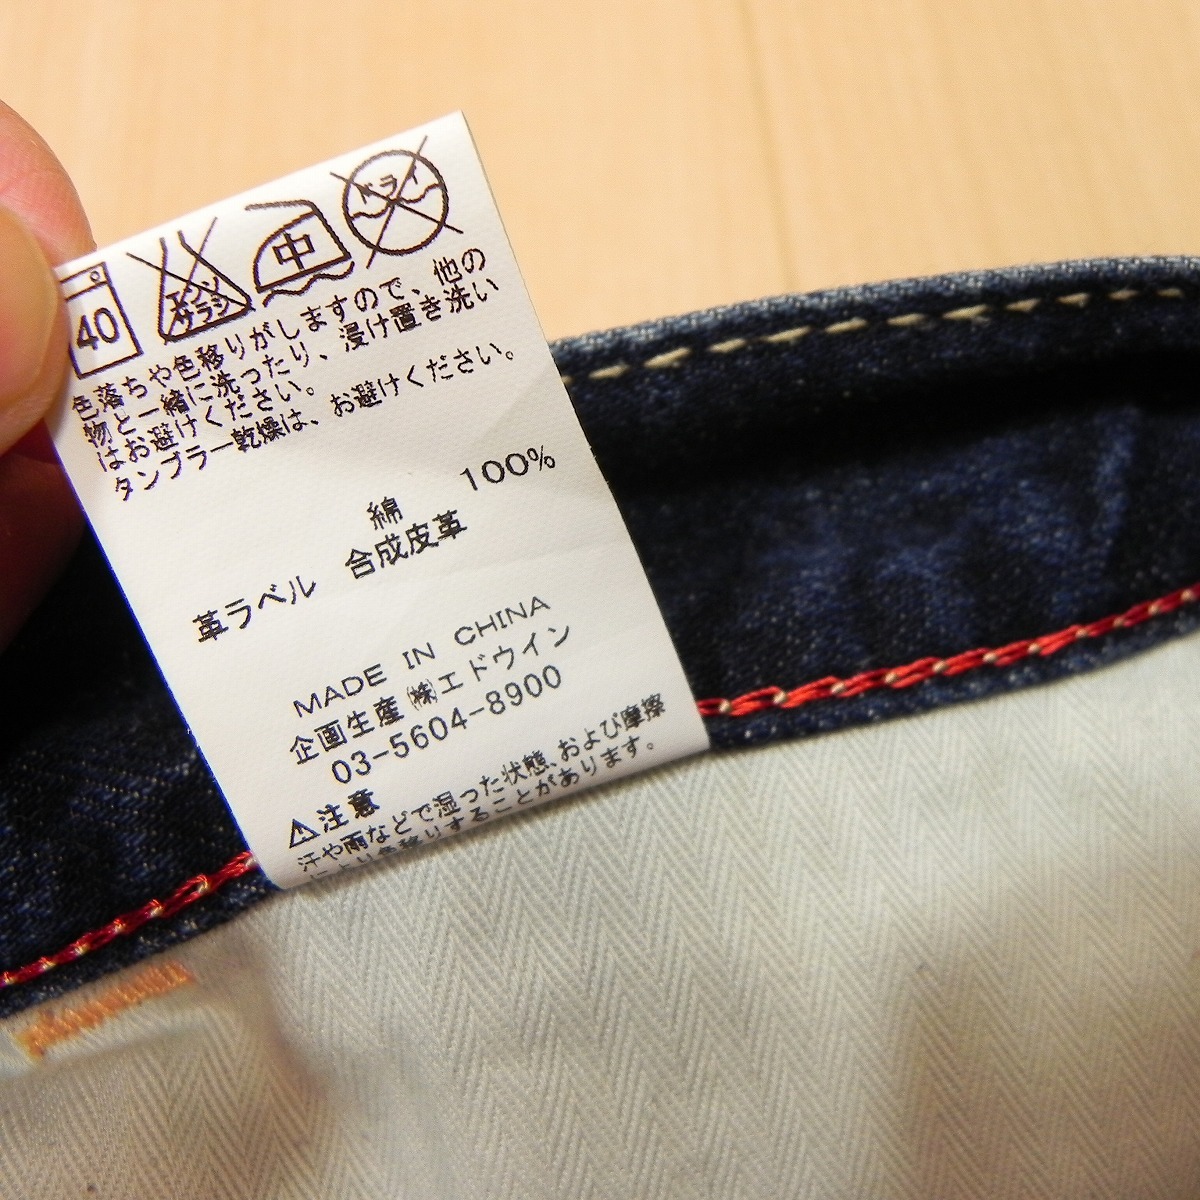 40 エンソ サラシ 中 ドライ
色落ちや色移りがしますので、他の
物と一緒に洗ったり、浸け置き洗い
はお避けください。
タンブラー乾燥は、お避けください。
綿 100%
革ラベル 合成皮革
MADE IN CHINA
企画生産㈱エドウイン
03-5604-8900
⚠注意
汗や雨などで湿った状態、および摩擦
により色移りすることがあります。